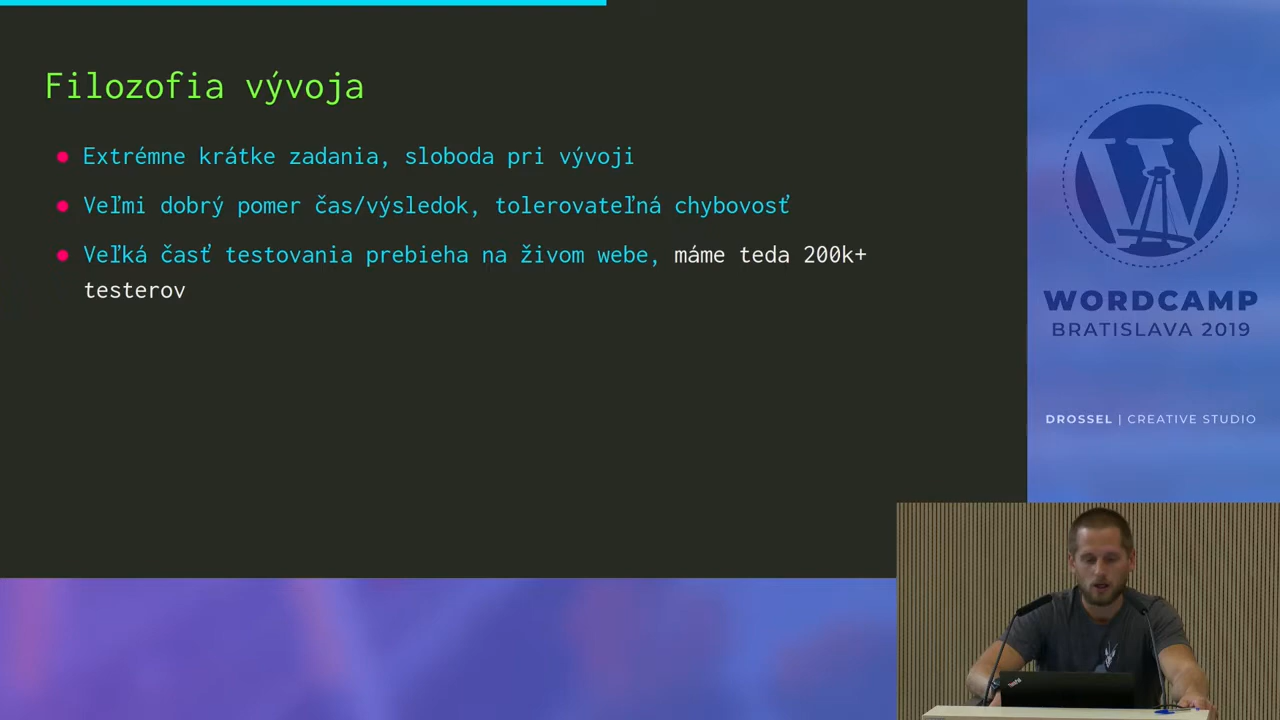 Filozofia vývoja
Extrémne krátke zadania, sloboda pri vývoji
Veľmi dobrý pomer čas/výsledok, tolerovateľná chybovosť
Veľká časť testovania prebieha na živom webe, máme teda 200k+
testerov
WORDCAMP
BRATISLAVA 2019
DROSSEL | CREATIVE STUDIO